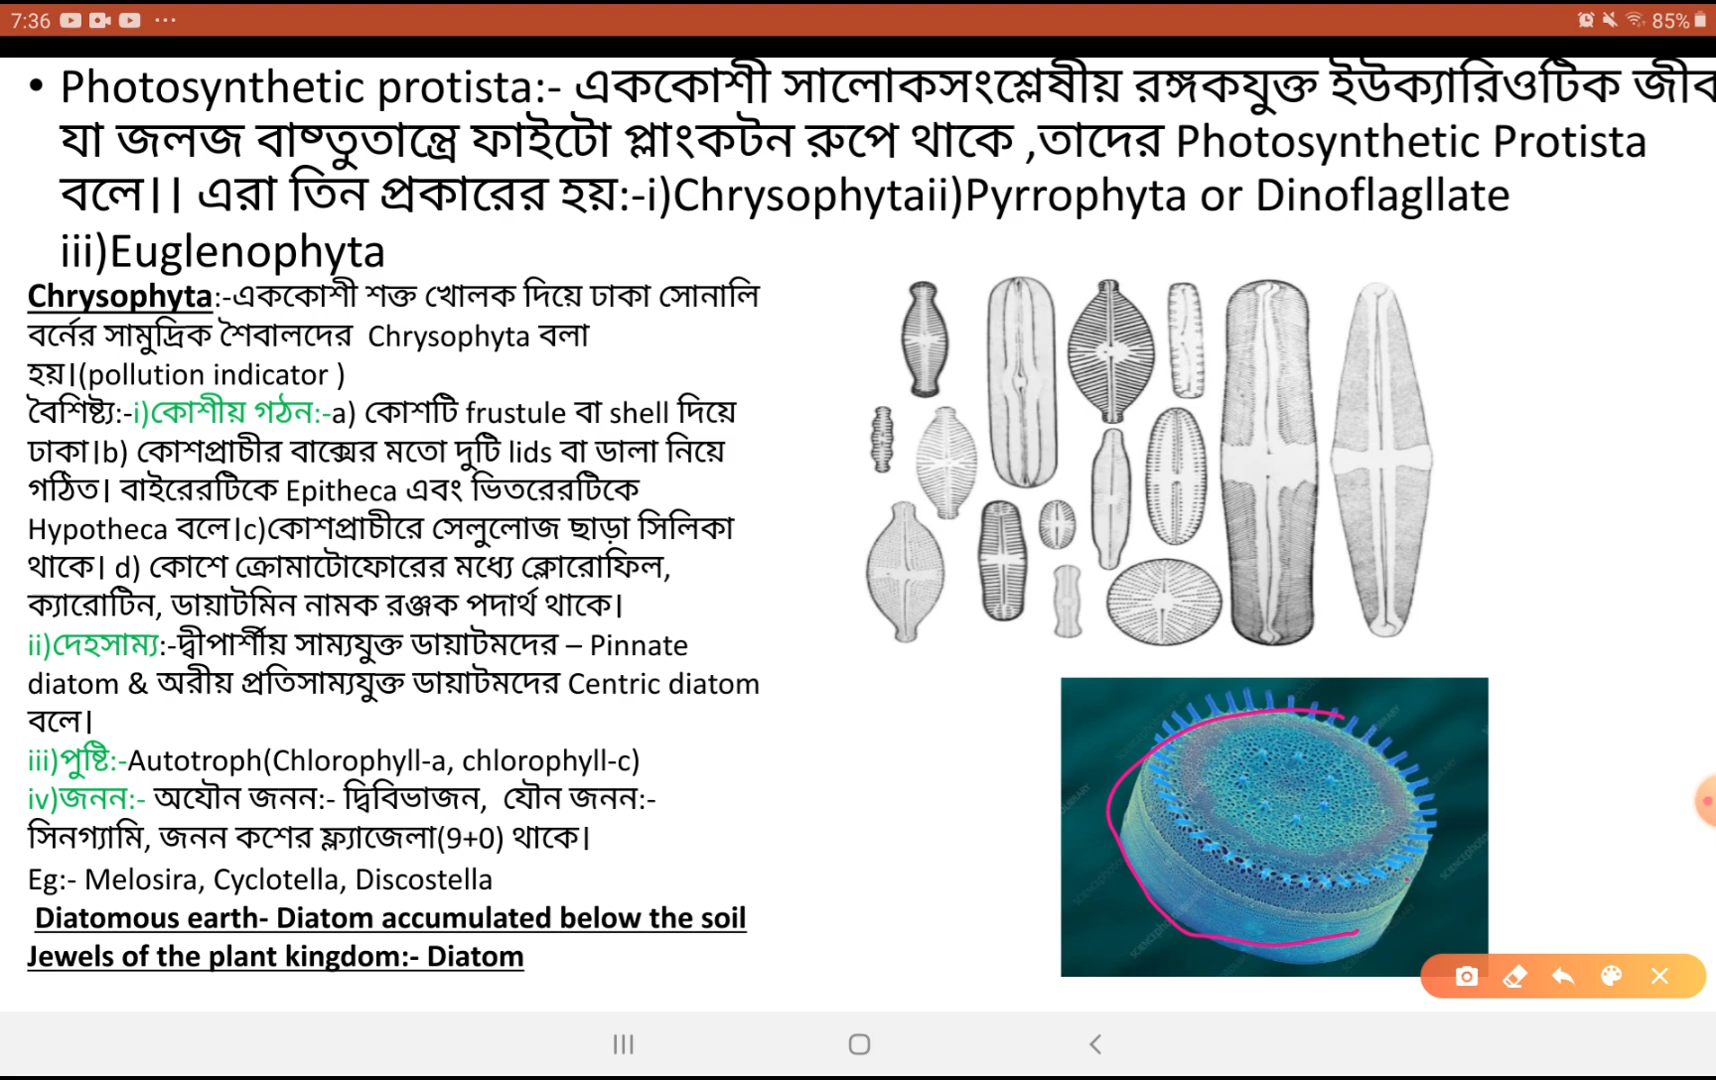 7:36 ... 85%
• Photosynthetic protista:- এককোশী সালোকসংশ্লেষীয় রঙ্গকযুক্ত ইউক্যারিওটিক জীব
যা জলজ বাষ্তুতান্ত্রে ফাইটো প্লাংকটন রুপে থাকে ,তাদের Photosynthetic Protista
বলে।। এরা তিন প্রকারের হয়:-i)Chrysophytaii)Pyrrophyta or Dinoflagllate
iii)Euglenophyta
Chrysophyta:-এককোশী শক্ত খোলক দিয়ে ঢাকা সোনালি
বর্নের সামুদ্রিক শৈবালদের Chrysophyta বলা
হয়।(pollution indicator )
বৈশিষ্ট্য:-i)কোশীয় গঠন:-a) কোশটি frustule বা shell দিয়ে
ঢাকা।b) কোশপ্রাচীর বাক্সের মতো দুটি lids বা ডালা নিয়ে
গঠিত। বাইরেরটিকে Epitheca এবং ভিতরেরটিকে
Hypotheca বলে।c)কোশপ্রাচীরে সেলুলোজ ছাড়া সিলিকা
থাকে। d) কোশে ক্রোমাটোফোরের মধ্যে ক্লোরোফিল,
ক্যারোটিন, ডায়াটমিন নামক রঞ্জক পদার্থ থাকে।
ii)দেহসাম্য:-দ্বীপার্শীয় সাম্যযুক্ত ডায়াটমদের – Pinnate
diatom & অরীয় প্রতিসাম্যযুক্ত ডায়াটমদের Centric diatom
বলে।
iii)পুষ্টি:-Autotroph(Chlorophyll-a, chlorophyll-c)
iv)জনন:- অযৌন জনন:- দ্বিবিভাজন, যৌন জনন:-
সিনগ্যামি, জনন কশের ফ্ল্যাজেলা(9+0) থাকে।
Eg:- Melosira, Cyclotella, Discostella
Diatomous earth- Diatom accumulated below the soil
Jewels of the plant kingdom:- Diatom